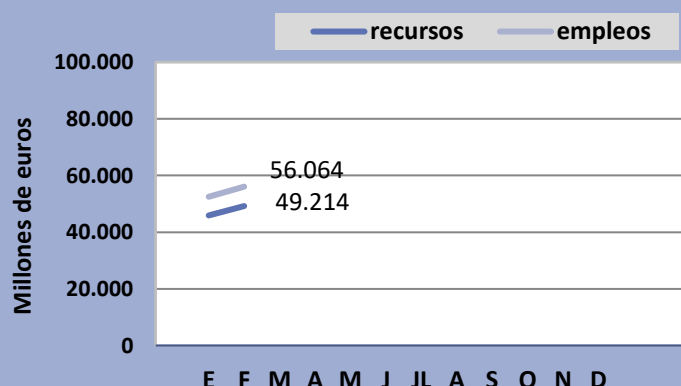 recursos empleos
Millones de euros
100.000
80.000
60.000
40.000
20.000
0
56.064
49.214
E F M A M J JL A S O N D